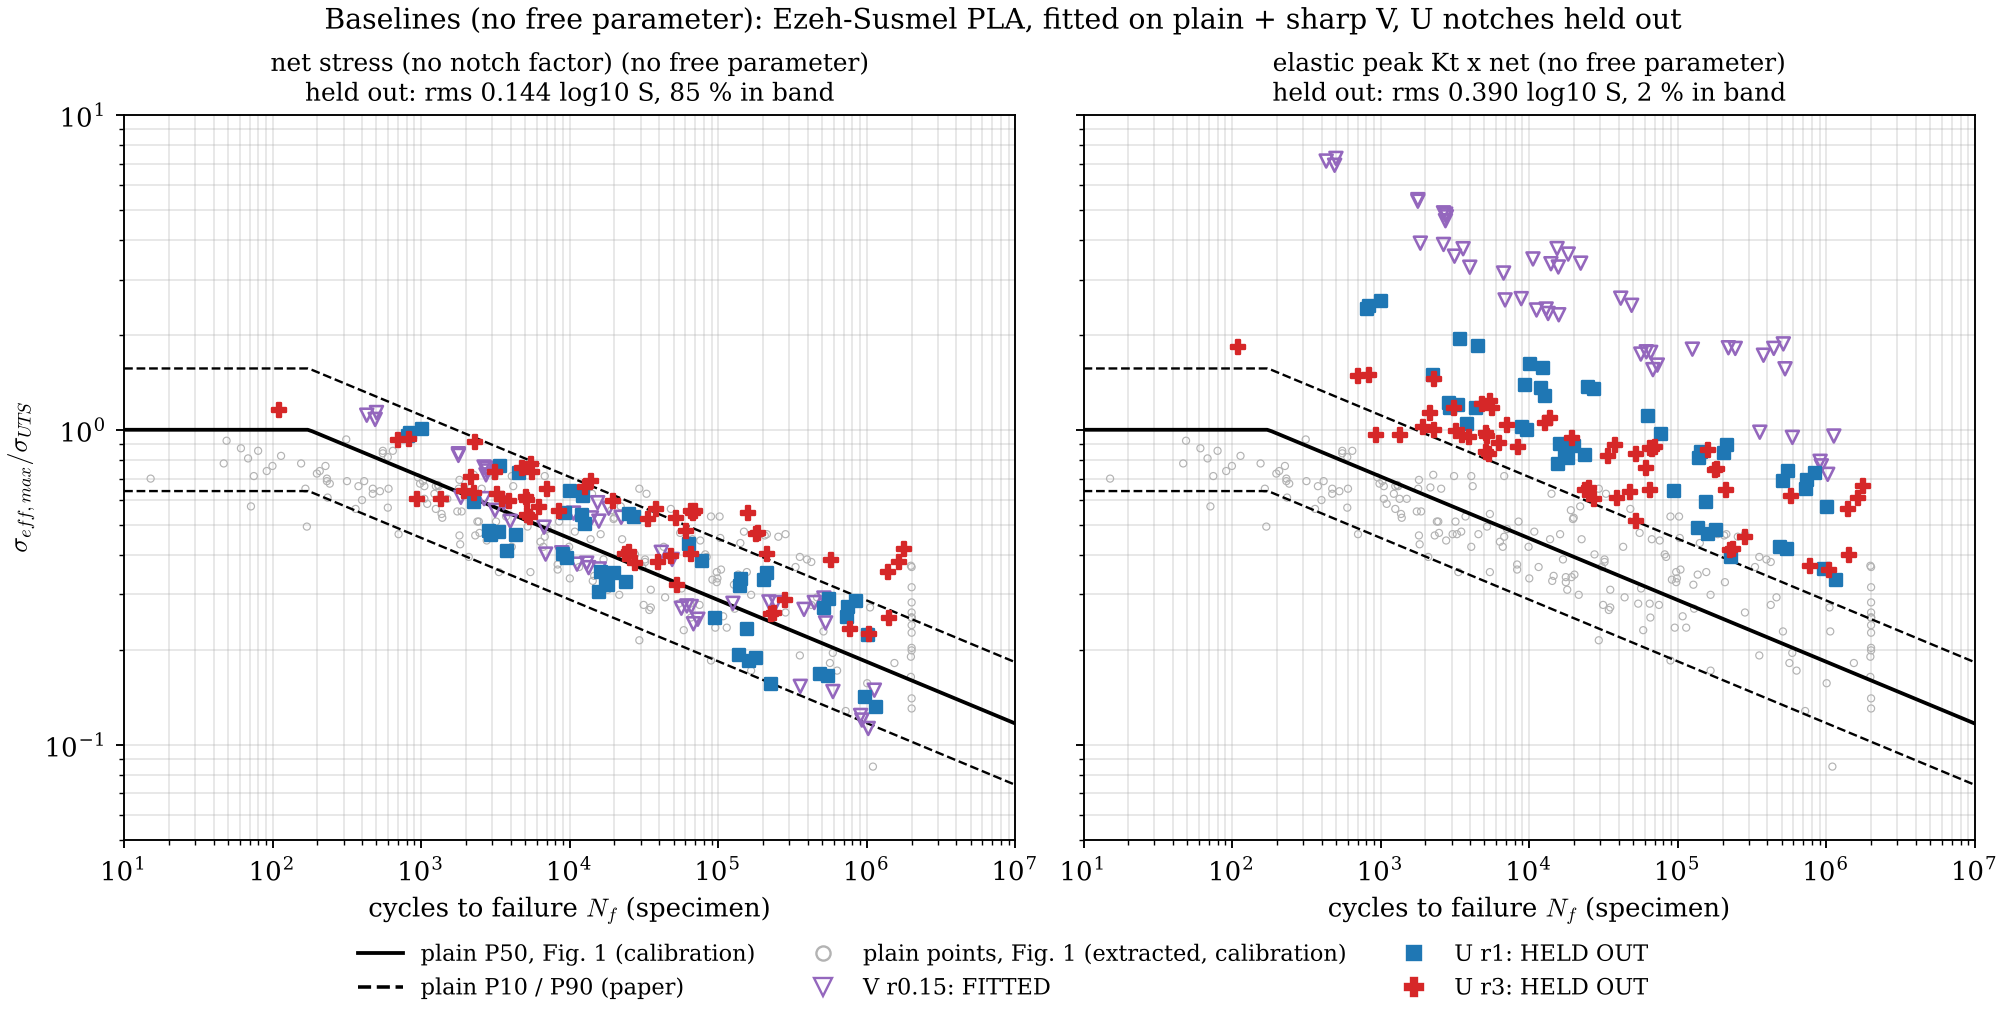 Baselines (no free parameter): Ezeh-Susmel PLA, fitted on plain + sharp V, U notches held out
net stress (no notch factor) (no free parameter)
held out: rms 0.144 log10 S, 85 % in band
elastic peak Kt x net (no free parameter)
held out: rms 0.390 log10 S, 2 % in band
σ_{eff,max}/σ_{UTS}
10^1
10^0
10^{-1}
10^1 10^2 10^3 10^4 10^5 10^6 10^7
10^1 10^2 10^3 10^4 10^5 10^6 10^7
cycles to failure N_f (specimen)
cycles to failure N_f (specimen)
plain P50, Fig. 1 (calibration)
plain P10 / P90 (paper)
plain points, Fig. 1 (extracted, calibration)
V r0.15: FITTED
U r1: HELD OUT
U r3: HELD OUT